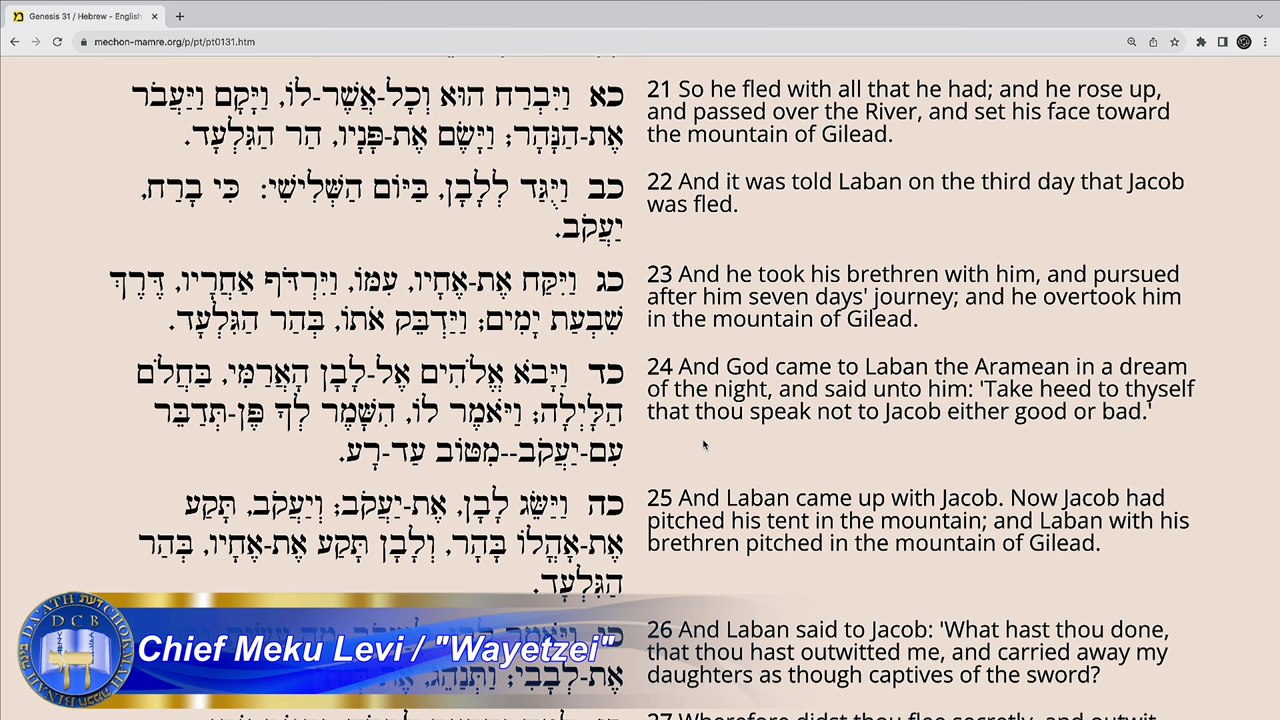 Genesis 31 / Hebrew - English
mechon-mamre.org/p/pt/pt0131.htm
כא וַיִּבְרַח הוּא וְכָל-אֲשֶׁר-לוֹ, וַיָּקָם וַיַּעֲבֹר
אֶת-הַנָּהָר; וַיָּשֶׂם אֶת-פָּנָיו, הַר הַגִּלְעָד.
21 So he fled with all that he had; and he rose up,
and passed over the River, and set his face toward
the mountain of Gilead.
כב וַיֻּגַּד לְלָבָן, בַּיּוֹם הַשְּׁלִישִׁי: כִּי בָרַח,
יַעֲקֹב.
22 And it was told Laban on the third day that Jacob
was fled.
כג וַיִּקַּח אֶת-אֶחָיו, עִמּוֹ, וַיִּרְדֹּף אַחֲרָיו, דֶּרֶךְ
שִׁבְעַת יָמִים; וַיַּדְבֵּק אֹתוֹ, בְּהַר הַגִּלְעָד.
23 And he took his brethren with him, and pursued
after him seven days' journey; and he overtook him
in the mountain of Gilead.
כד וַיָּבֹא אֱלֹהִים אֶל-לָבָן הָאֲרַמִּי, בַּחֲלֹם
הַלָּיְלָה; וַיֹּאמֶר לוֹ, הִשָּׁמֶר לְךָ פֶּן-תְּדַבֵּר
עִם-יַעֲקֹב--מִטּוֹב עַד-רָע.
24 And God came to Laban the Aramean in a dream
of the night, and said unto him: 'Take heed to thyself
that thou speak not to Jacob either good or bad.'
כה וַיַּשֵּׂג לָבָן, אֶת-יַעֲקֹב; וְיַעֲקֹב, תָּקַע
אֶת-אָהֳלוֹ בָּהָר, וְלָבָן תָּקַע אֶת-אֶחָיו, בְּהַר
הַגִּלְעָד.
25 And Laban came up with Jacob. Now Jacob had
pitched his tent in the mountain; and Laban with his
brethren pitched in the mountain of Gilead.
אֶת-לְבָבִי; וַתְּנַהֵג, אֶת-
26 And Laban said to Jacob: 'What hast thou done,
that thou hast outwitted me, and carried away my
daughters as though captives of the sword?
27 Wherefore didst thou flee secretly, and outwit
DCB
Chief Meku Levi / "Wayetzei"